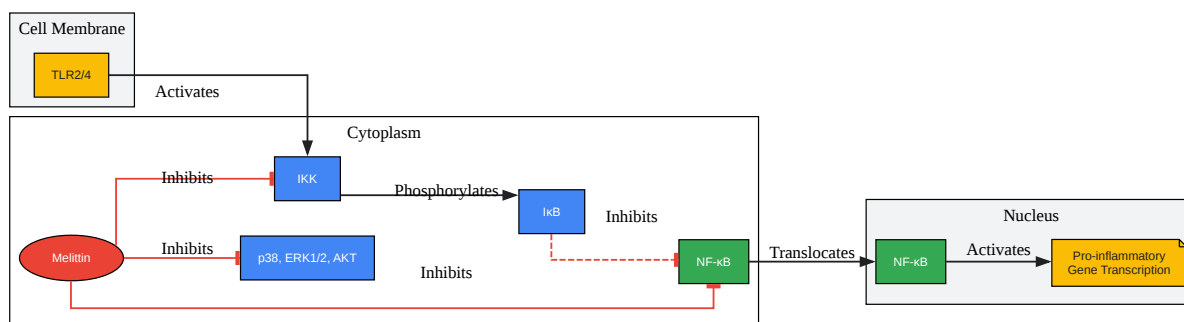 Cell Membrane
TLR2/4
Activates
Cytoplasm
Inhibits
IKK
Phosphorylates
IκB
Inhibits
Nucleus
Melittin
Inhibits
p38, ERK1/2, AKT
Inhibits
NF-κB
Translocates
NF-κB
Activates
Pro-inflammatory
Gene Transcription